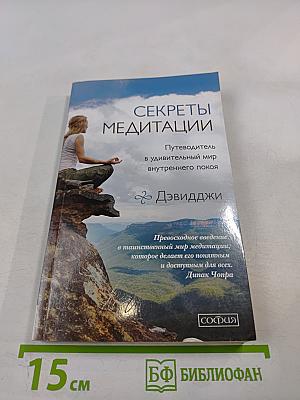 СЕКРЕТЫ
МЕДИТАЦИИ
Путеводитель
в удивительный мир
внутреннего покоя
Дэвидджи
Превосходное введение
в таинственный мир медитации,
которое делает его понятным
и доступным для всех.
Дипак Чопра
СОФИЯ
15 см
БФ БИБЛИОФАН